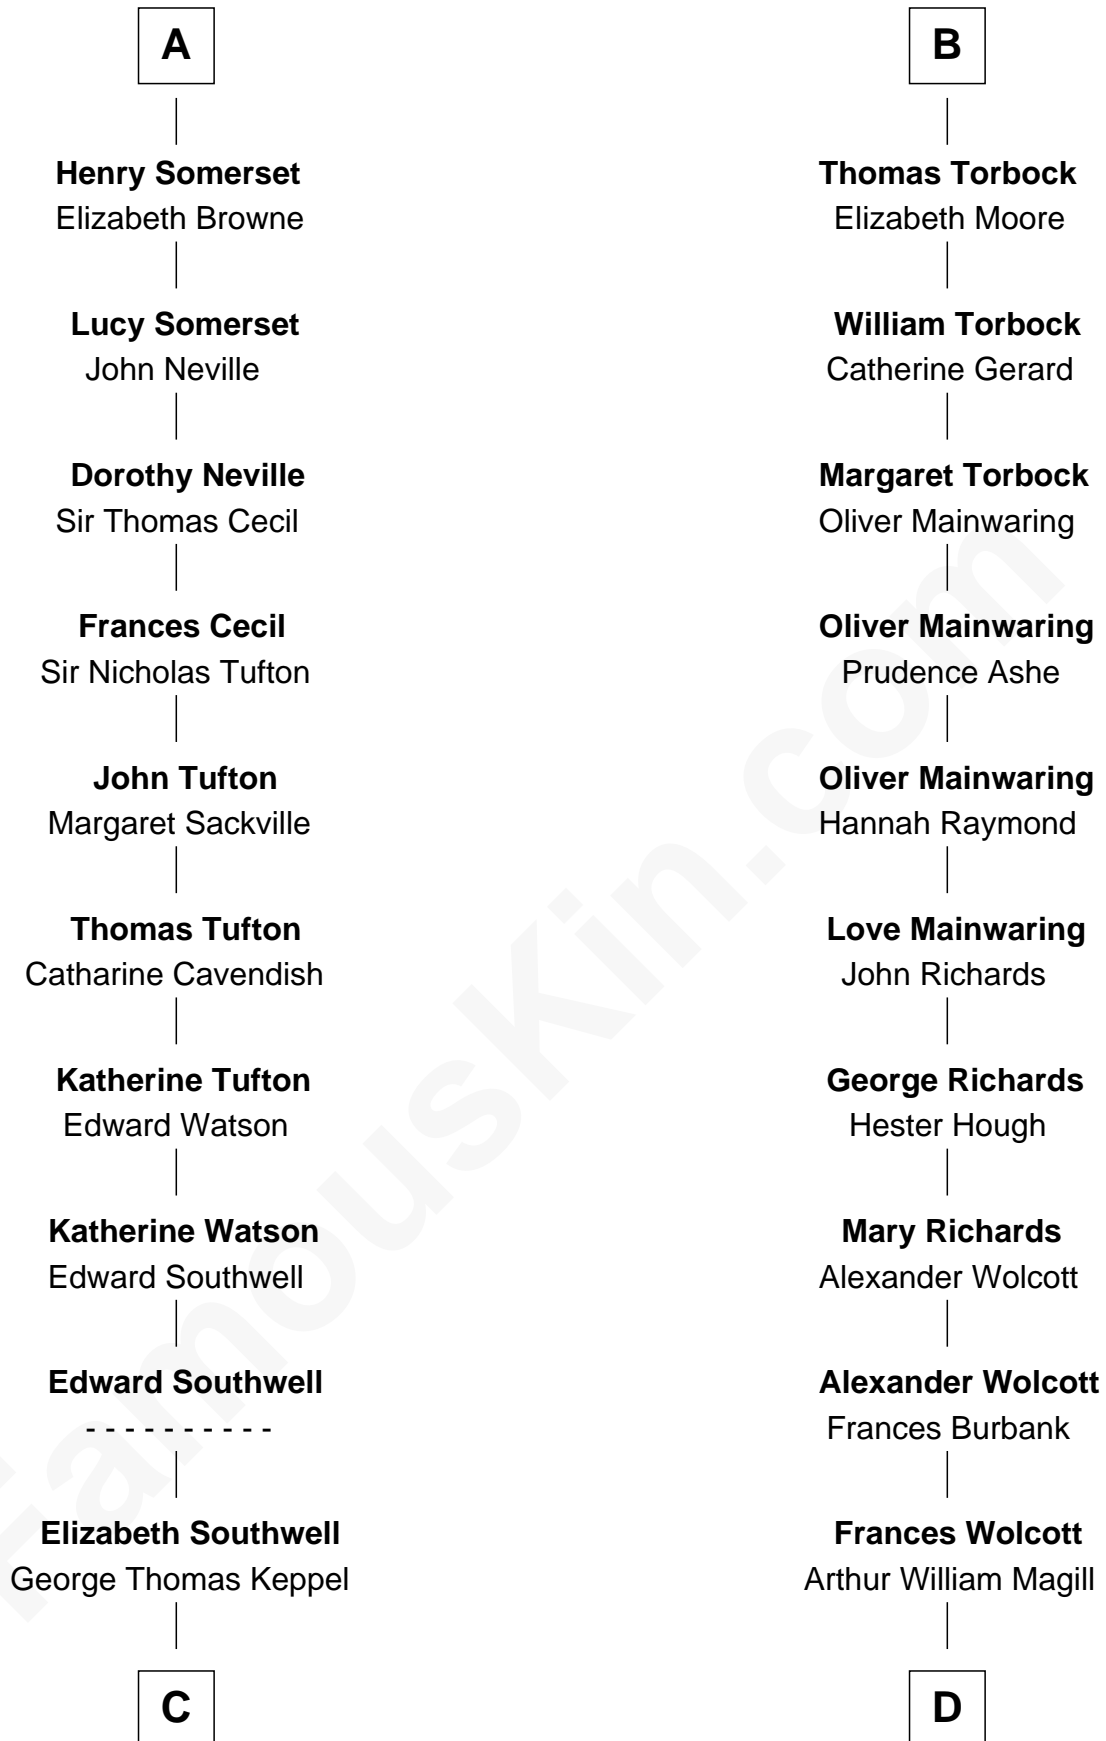 A
Henry Somerset
Elizabeth Browne
Lucy Somerset
John Neville
Dorothy Neville
Sir Thomas Cecil
Frances Cecil
Sir Nicholas Tufton
John Tufton
Margaret Sackville
Thomas Tufton
Catharine Cavendish
Katherine Tufton
Edward Watson
Katherine Watson
Edward Southwell
Edward Southwell
- - - - - - - - - -
Elizabeth Southwell
George Thomas Keppel
C
B
Thomas Torbock
Elizabeth Moore
William Torbock
Catherine Gerard
Margaret Torbock
Oliver Mainwaring
Oliver Mainwaring
Prudence Ashe
Oliver Mainwaring
Hannah Raymond
Love Mainwaring
John Richards
George Richards
Hester Hough
Mary Richards
Alexander Wolcott
Alexander Wolcott
Frances Burbank
Frances Wolcott
Arthur William Magill
D
FamousKin.com